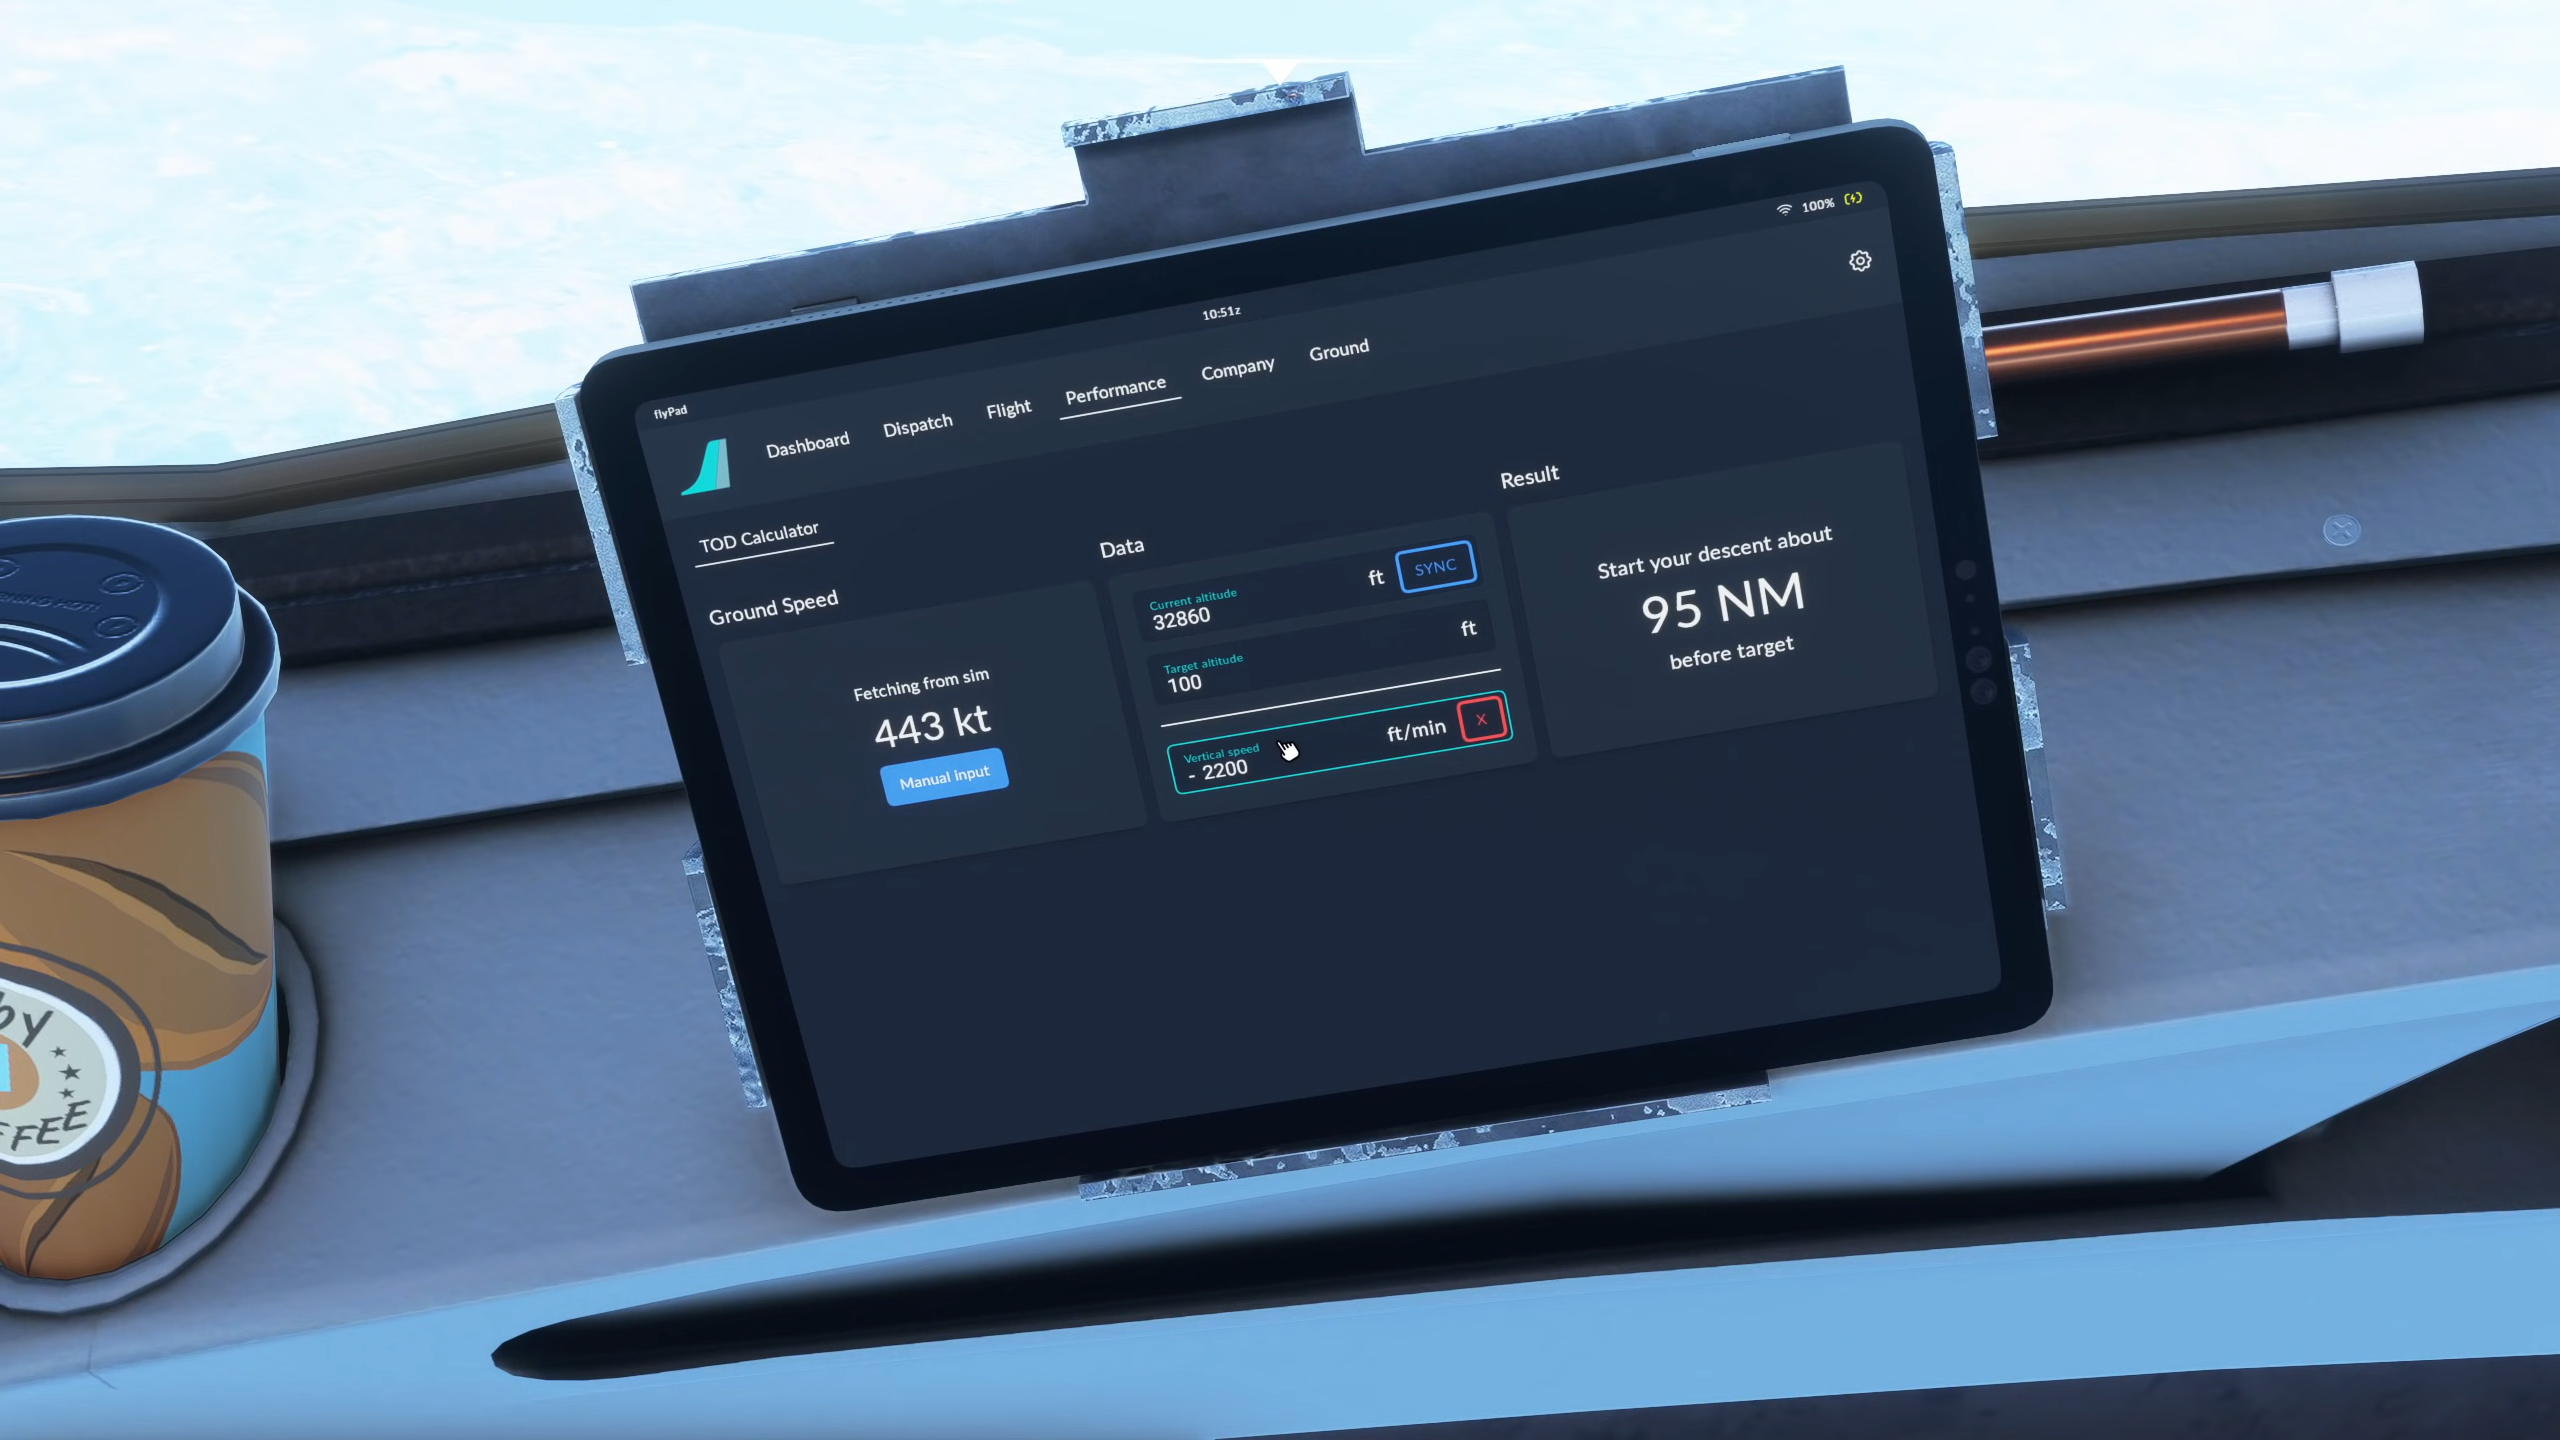 100%
10:51z
flyPad
Dashboard
Dispatch
Flight
Performance
Company
Ground
TOD Calculator
Ground Speed
Fetching from sim
443 kt
Manual input
Data
Current altitude
32860
ft
SYNC
Target altitude
100
ft
Vertical speed
- 2200
ft/min
X
Result
Start your descent about
95 NM
before target